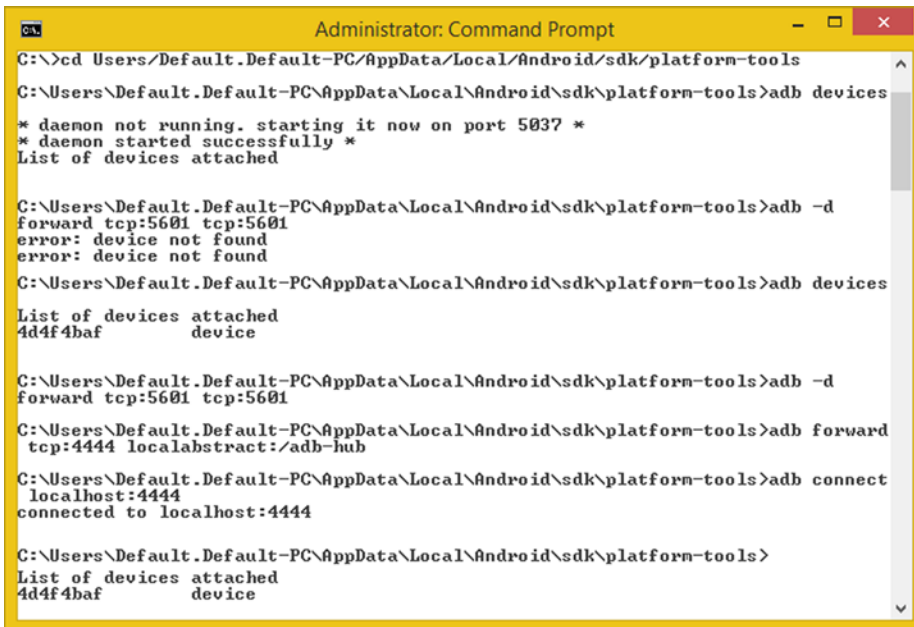 Administrator: Command Prompt
C:\>cd Users/Default.Default-PC/AppData/Local/Android/sdk/platform-tools
C:\Users\Default.Default-PC\AppData\Local\Android\sdk\platform-tools>adb devices
* daemon not running. starting it now on port 5037 *
* daemon started successfully *
List of devices attached
C:\Users\Default.Default-PC\AppData\Local\Android\sdk\platform-tools>adb -d
forward tcp:5601 tcp:5601
error: device not found
error: device not found
C:\Users\Default.Default-PC\AppData\Local\Android\sdk\platform-tools>adb devices
List of devices attached
4d4f4baf device
C:\Users\Default.Default-PC\AppData\Local\Android\sdk\platform-tools>adb -d
forward tcp:5601 tcp:5601
C:\Users\Default.Default-PC\AppData\Local\Android\sdk\platform-tools>adb forward
tcp:4444 localabstract:/adb-hub
C:\Users\Default.Default-PC\AppData\Local\Android\sdk\platform-tools>adb connect
localhost:4444
connected to localhost:4444
C:\Users\Default.Default-PC\AppData\Local\Android\sdk\platform-tools>
List of devices attached
4d4f4baf device